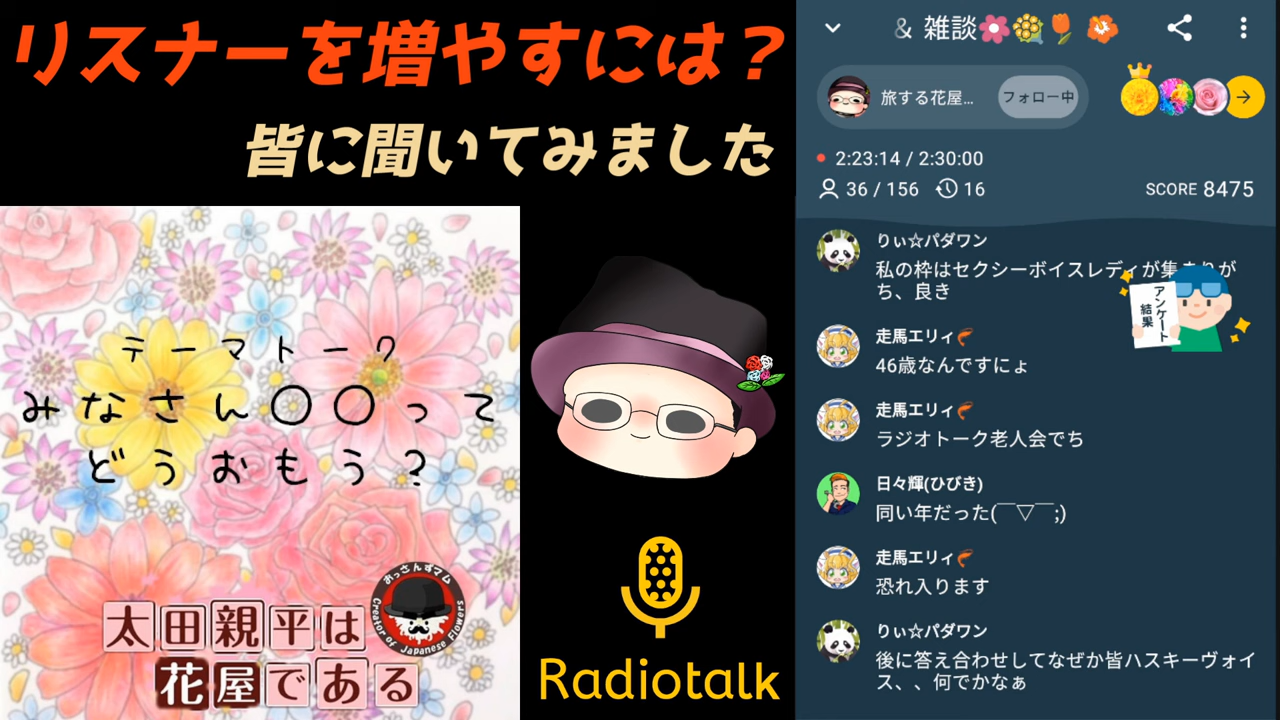 リスナーを増やすには？
皆に聞いてみました
テーマトーク
みなさん〇〇って
どうおもう？
おっさんずマム
Creator of Japanese Flowers
太田親平は
花屋である
Radiotalk
& 雑談🌸💐🌷🌺
旅する花屋...
フォロー中
2:23:14 / 2:30:00
36 / 156 16
SCORE 8475
りぃ☆パダワン
私の枠はセクシーボイスレディが集まりが
ち、良き
アンケート
結果
走馬エリィ🦐
46歳なんですにょ
走馬エリィ🦐
ラジオトーク老人会でち
日々輝(ひびき)
同い年だった(￣▽￣;)
走馬エリィ🦐
恐れ入ります
りぃ☆パダワン
後に答え合わせしてなぜか皆ハスキーヴォイ
ス、、何でかなぁ